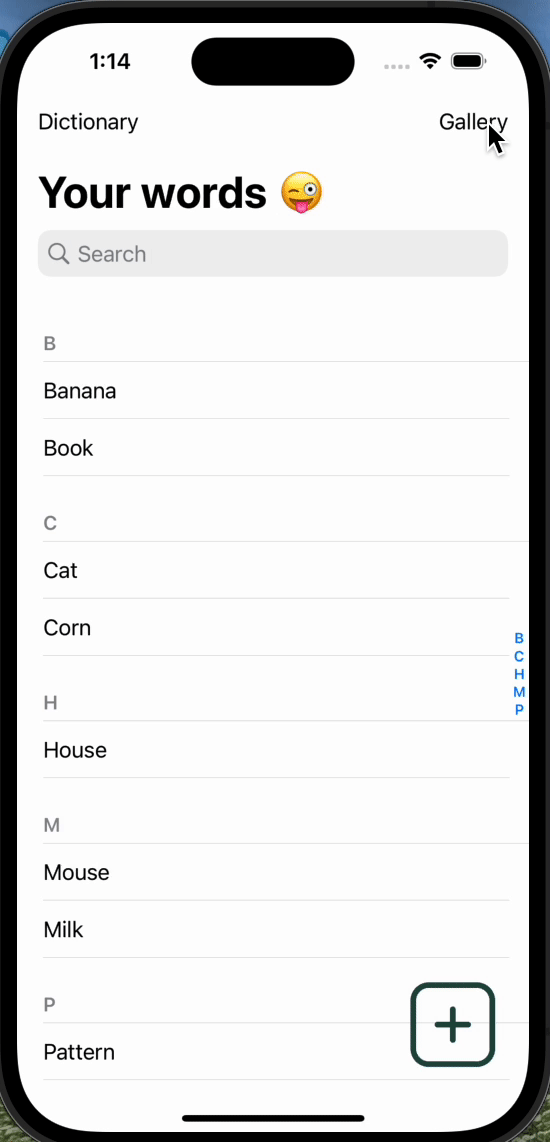 1:14
Dictionary Gallery
Your words 😜
Search
B
Banana
Book
C
Cat
Corn
H
House
M
Mouse
Milk
P
Pattern
B
C
H
M
P